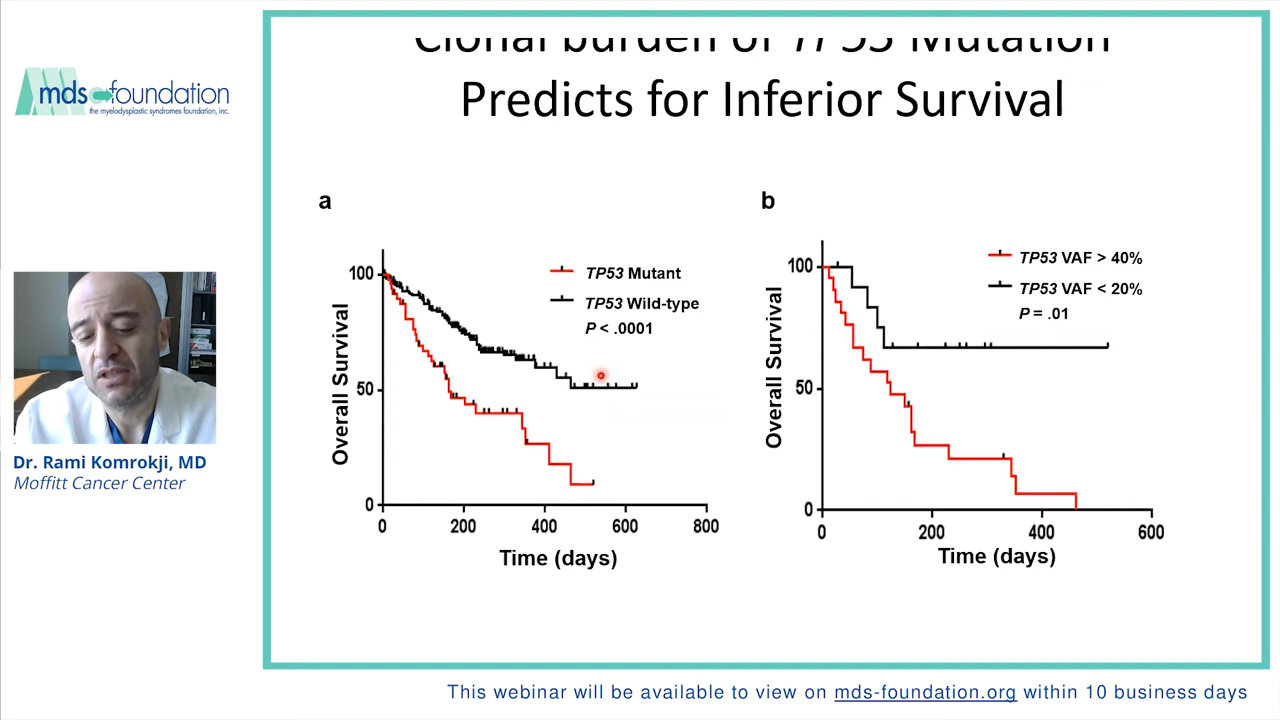 mds foundation
the myelodysplastic syndromes foundation, inc.
Dr. Rami Komrokji, MD
Moffitt Cancer Center
Clonal burden of TP53 Mutation
Predicts for Inferior Survival
a
Overall Survival
100
50
0
TP53 Mutant
TP53 Wild-type
P < .0001
0 200 400 600 800
Time (days)
b
Overall Survival
100
50
0
TP53 VAF > 40%
TP53 VAF < 20%
P = .01
0 200 400 600
Time (days)
This webinar will be available to view on mds-foundation.org within 10 business days